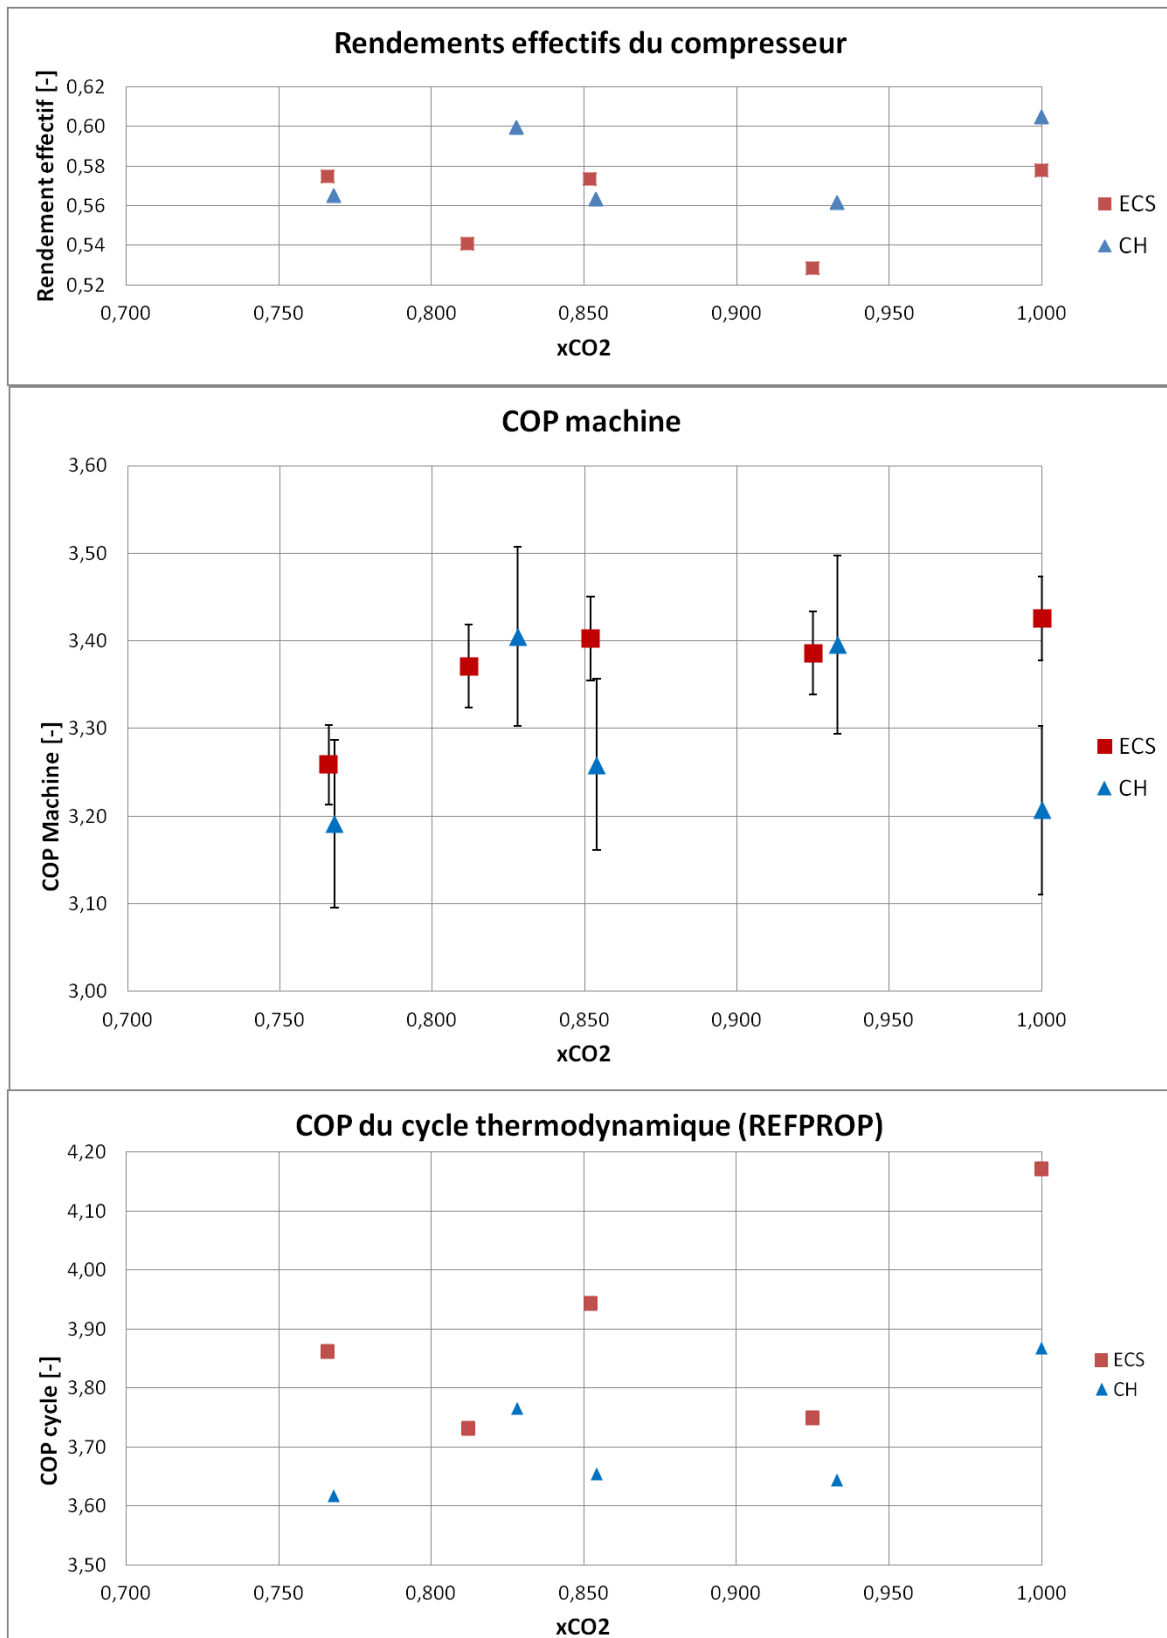 Rendements effectifs du compresseur
Rendement effectif [-]
0,62
0,60
0,58
0,56
0,54
0,52
0,700 0,750 0,800 0,850 0,900 0,950 1,000
xCO2
ECS
CH
COP machine
COP Machine [-]
3,60
3,50
3,40
3,30
3,20
3,10
3,00
0,700 0,750 0,800 0,850 0,900 0,950 1,000
xCO2
ECS
CH
COP du cycle thermodynamique (REFPROP)
COP cycle [-]
4,20
4,10
4,00
3,90
3,80
3,70
3,60
3,50
0,700 0,750 0,800 0,850 0,900 0,950 1,000
xCO2
ECS
CH